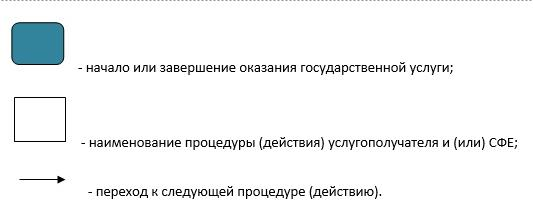 - начало или завершение оказания государственной услуги;
- наименование процедуры (действия) услугополучателя и (или) СФЕ;
- переход к следующей процедуре (действию).